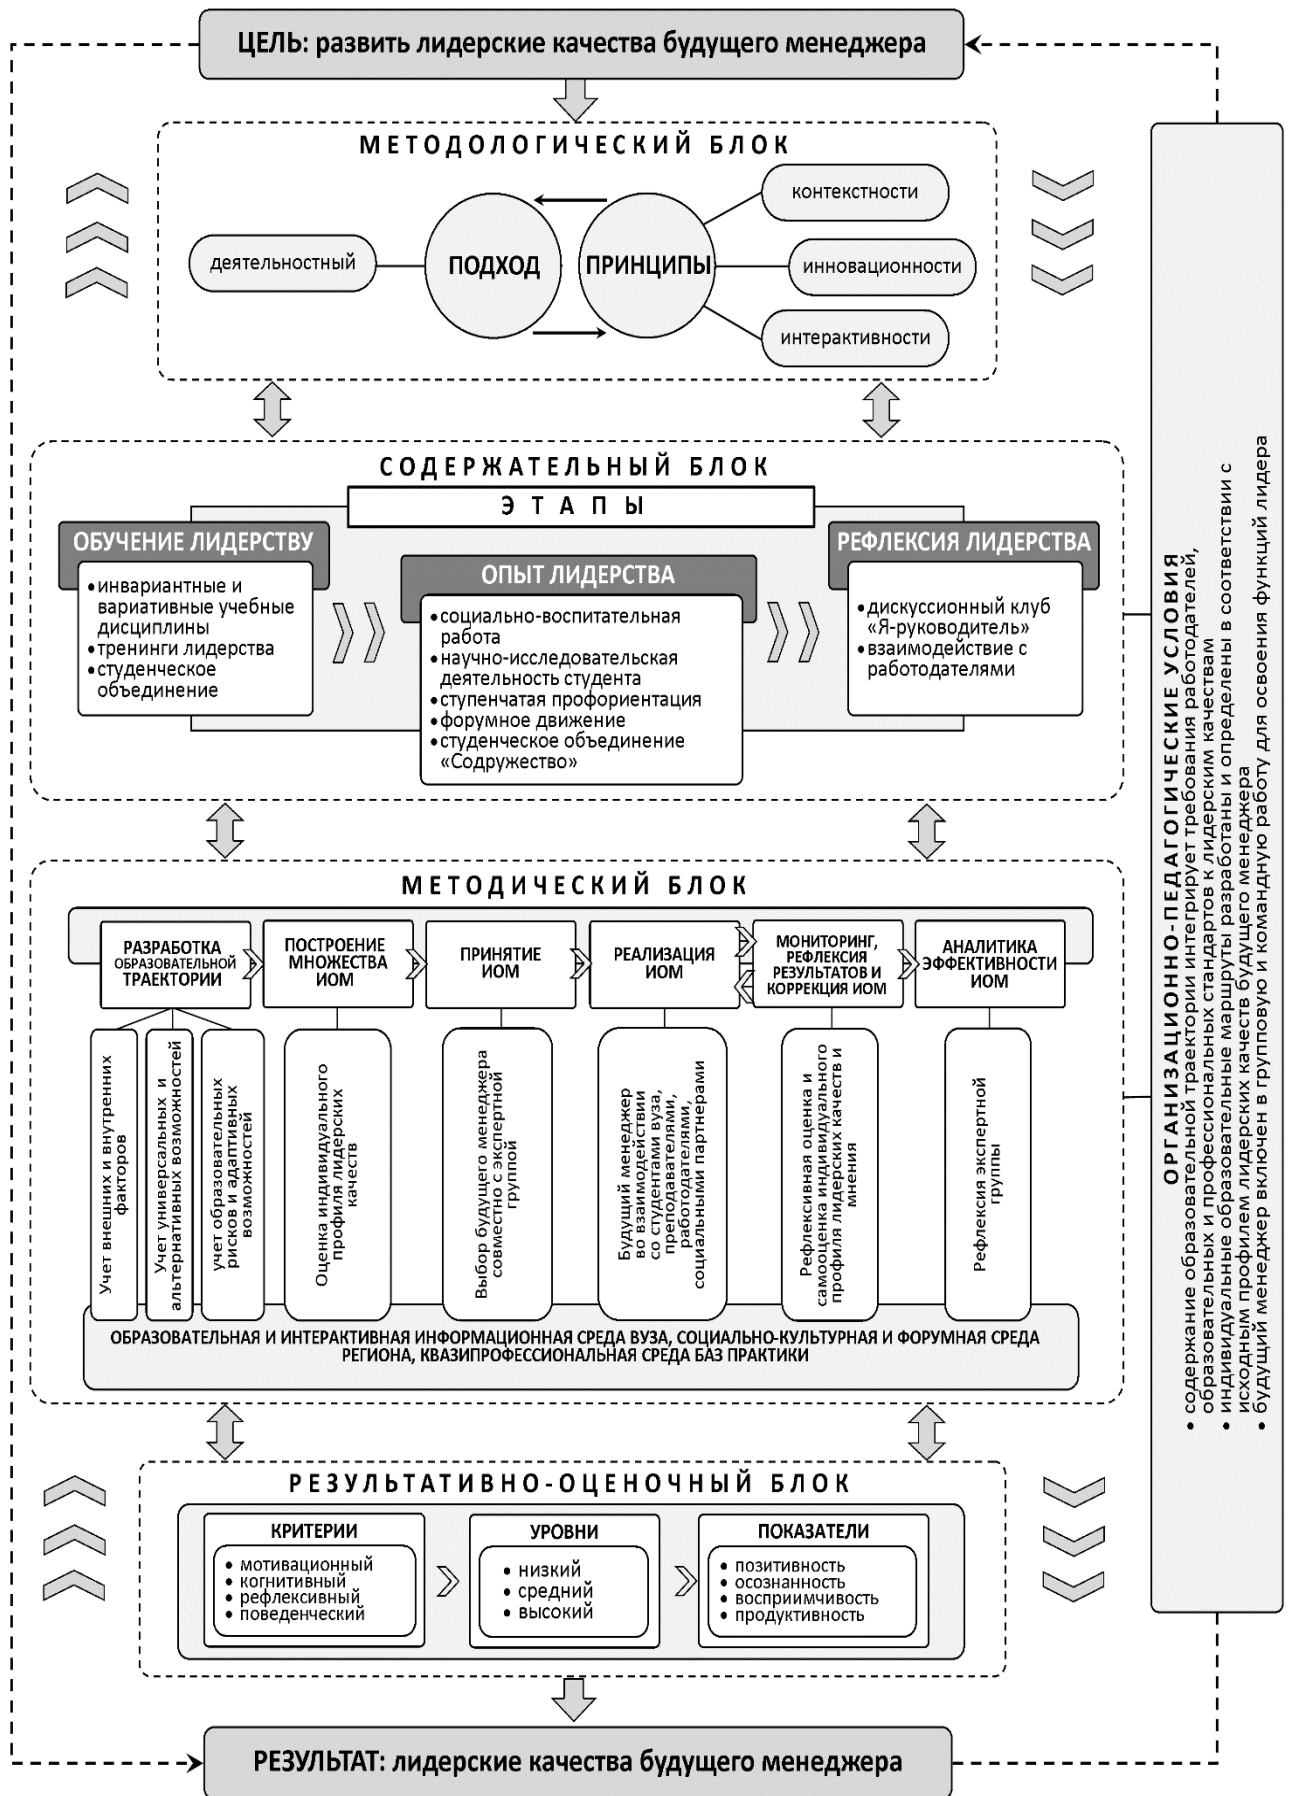 ЦЕЛЬ: развить лидерские качества будущего менеджера
МЕТОДОЛОГИЧЕСКИЙ БЛОК
деятельностный
ПОДХОД
ПРИНЦИПЫ
контекстности
инновационности
интерактивности
СОДЕРЖАТЕЛЬНЫЙ БЛОК
ЭТАПЫ
ОБУЧЕНИЕ ЛИДЕРСТВУ
•инвариантные и
вариативные учебные
дисциплины
•тренинги лидерства
•студенческое
объединение
ОПЫТ ЛИДЕРСТВА
•социально-воспитательная
работа
•научно-исследовательская
деятельность студента
•ступенчатая профориентация
•форумное движение
•студенческое объединение
«Содружество»
РЕФЛЕКСИЯ ЛИДЕРСТВА
•дискуссионный клуб
«Я-руководитель»
•взаимодействие с
работодателями
МЕТОДИЧЕСКИЙ БЛОК
РАЗРАБОТКА
ОБРАЗОВАТЕЛЬНОЙ
ТРАЕКТОРИИ
ПОСТРОЕНИЕ
МНОЖЕСТВА
ИОМ
ПРИНЯТИЕ
ИОМ
РЕАЛИЗАЦИЯ
ИОМ
МОНИТОРИНГ,
РЕФЛЕКСИЯ
РЕЗУЛЬТАТОВ И
КОРРЕКЦИЯ ИОМ
АНАЛИТИКА
ЭФФЕКТИВНОСТИ
ИОМ
Учет внешних и внутренних
факторов
Учет универсальных и
альтернативных возможностей
учет образовательных
рисков и адаптивных
возможностей
Оценка индивидуального
профиля лидерских
качеств
Выбор будущего менеджера
совместно с экспертной
группой
Будущий менеджер
во взаимодействии
со студентами вуза,
преподавателями,
работодателями,
социальными партнерами
Рефлексивная оценка и
самооценка индивидуального
профиля лидерских качеств и
мнения
Рефлексия экспертной
группы
ОБРАЗОВАТЕЛЬНАЯ И ИНТЕРАКТИВНАЯ ИНФОРМАЦИОННАЯ СРЕДА ВУЗА, СОЦИАЛЬНО-КУЛЬТУРНАЯ И ФОРУМНАЯ СРЕДА
РЕГИОНА, КВАЗИПРОФЕССИОНАЛЬНАЯ СРЕДА БАЗ ПРАКТИКИ
РЕЗУЛЬТАТИВНО-ОЦЕНОЧНЫЙ БЛОК
КРИТЕРИИ
• мотивационный
• когнитивный
• рефлексивный
• поведенческий
УРОВНИ
• низкий
• средний
• высокий
ПОКАЗАТЕЛИ
• позитивность
• осознанность
• восприимчивость
• продуктивность
РЕЗУЛЬТАТ: лидерские качества будущего менеджера
ОРГАНИЗАЦИОННО-ПЕДАГОГИЧЕСКИЕ УСЛОВИЯ
• содержание образовательной траектории интегрирует требования работодателей,
образовательных и профессиональных стандартов к лидерским качествам
• индивидуальные образовательные маршруты разработаны и определены в соответствии с
исходным профилем лидерских качеств будущего менеджера
• будущий менеджер включен в групповую и командную работу для освоения функций лидера